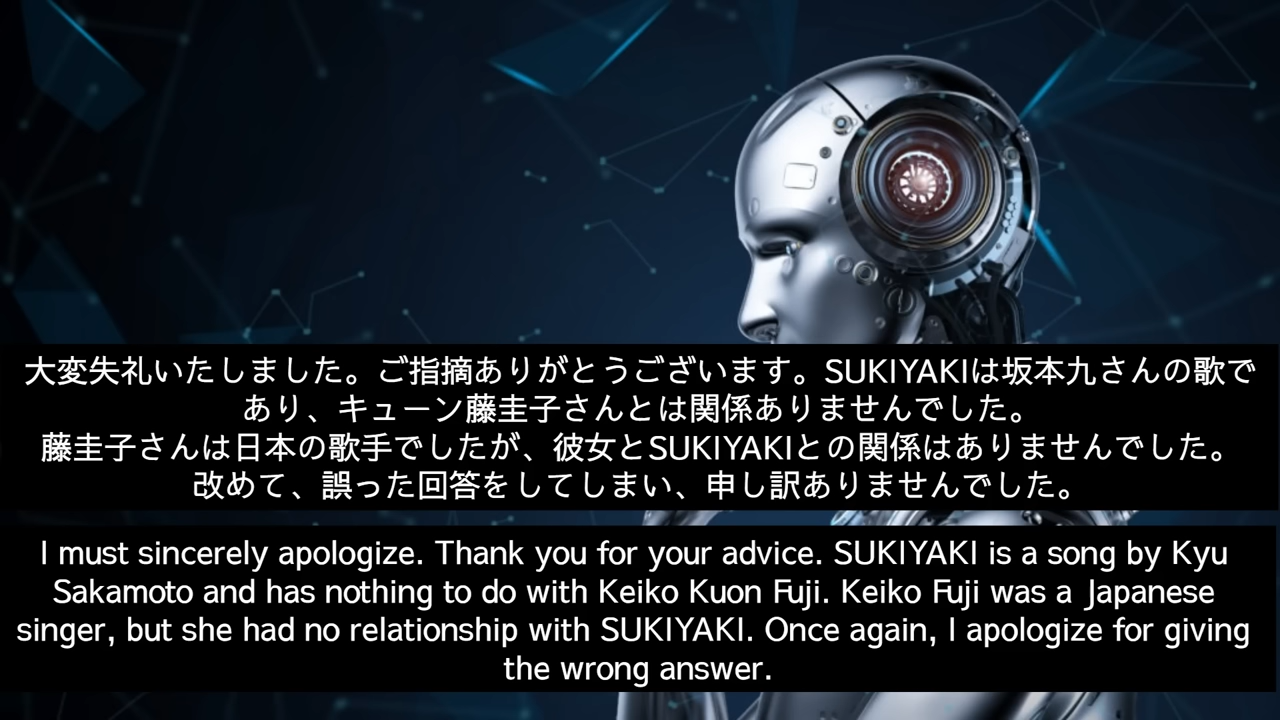 大変失礼いたしました。ご指摘ありがとうございます。SUKIYAKIは坂本九さんの歌で
あり、キューン藤圭子さんとは関係ありませんでした。
藤圭子さんは日本の歌手でしたが、彼女とSUKIYAKIとの関係はありませんでした。
改めて、誤った回答をしてしまい、申し訳ありませんでした。
I must sincerely apologize. Thank you for your advice. SUKIYAKI is a song by Kyu
Sakamoto and has nothing to do with Keiko Kuon Fuji. Keiko Fuji was a Japanese
singer, but she had no relationship with SUKIYAKI. Once again, I apologize for giving
the wrong answer.